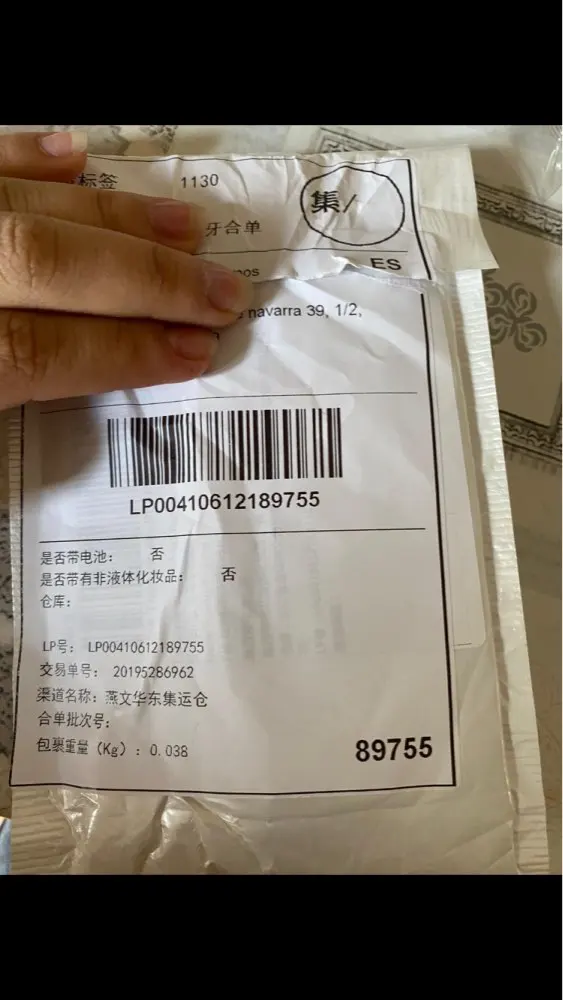 标签 1130
集/
牙合单
nos ES
navarra 39, 1/2,
LP00410612189755
是否带电池： 否
是否带有非液体化妆品： 否
仓库：
LP号： LP00410612189755
交易单号： 20195286962
渠道名称：燕文华东集运仓
合单批次号：
包裹重量（Kg）：0.038
89755